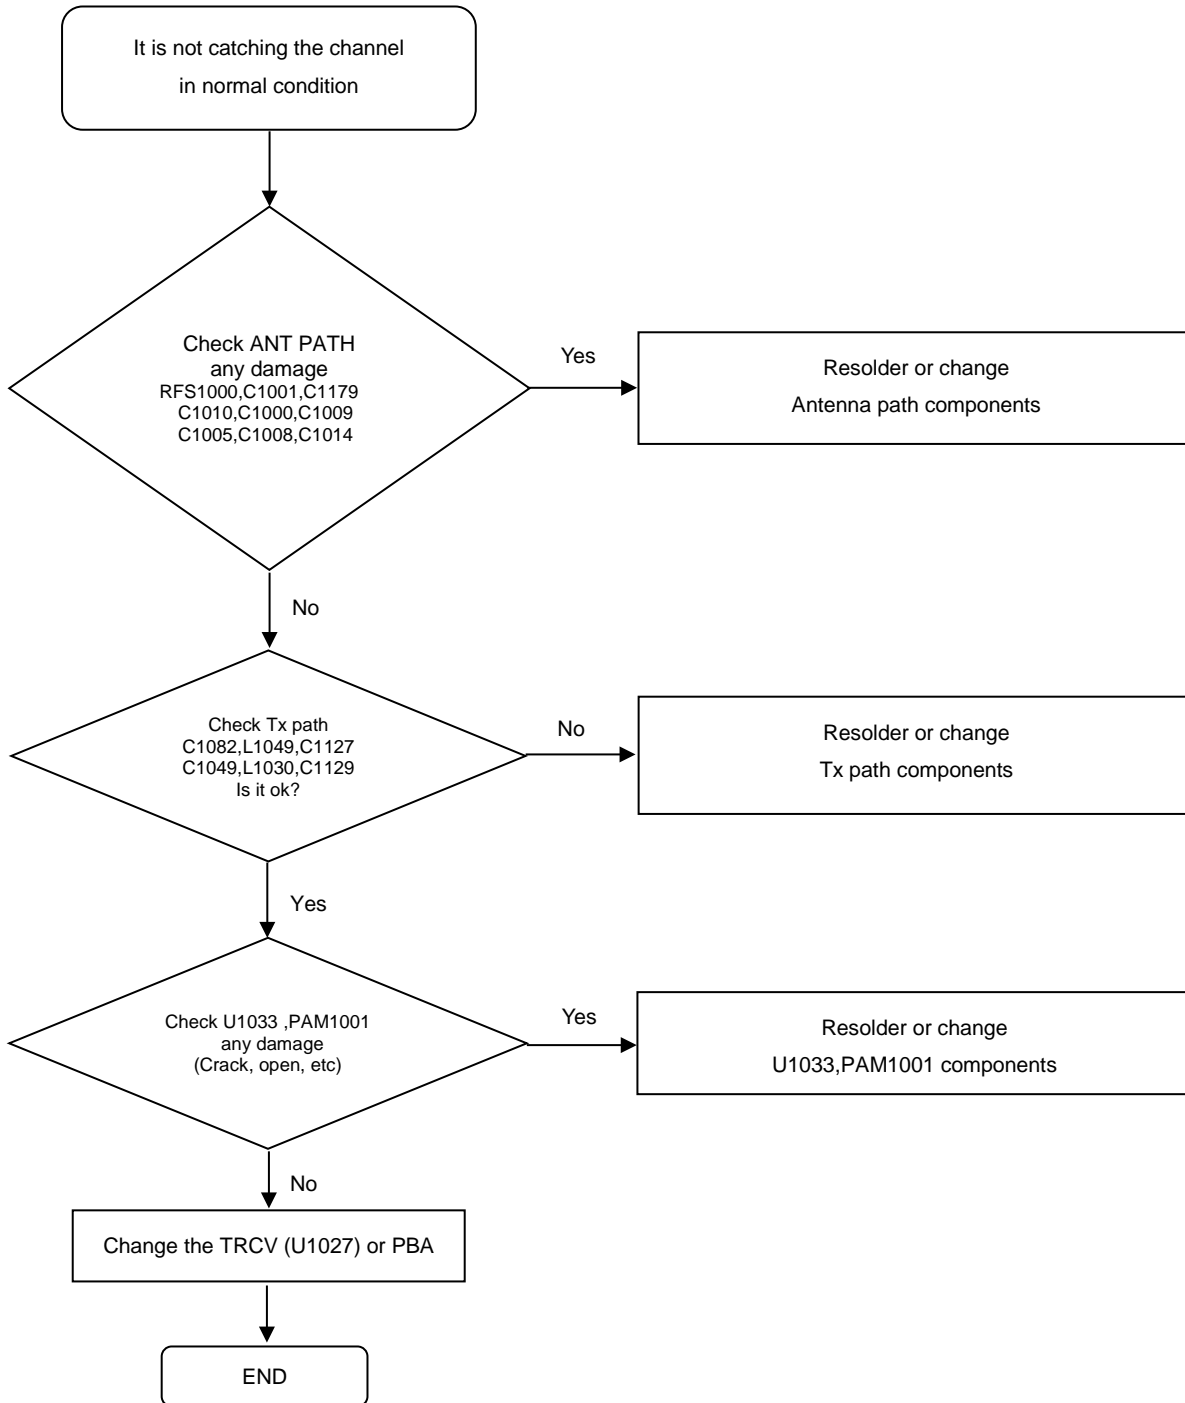 It is not catching the channel
in normal condition
Check ANT PATH
any damage
RFS1000,C1001,C1179
C1010,C1000,C1009
C1005,C1008,C1014
Yes
Resolder or change
Antenna path components
No
Check Tx path
C1082,L1049,C1127
C1049,L1030,C1129
Is it ok?
No
Resolder or change
Tx path components
Yes
Check U1033 ,PAM1001
any damage
(Crack, open, etc)
Yes
Resolder or change
U1033,PAM1001 components
No
Change the TRCV (U1027) or PBA
END